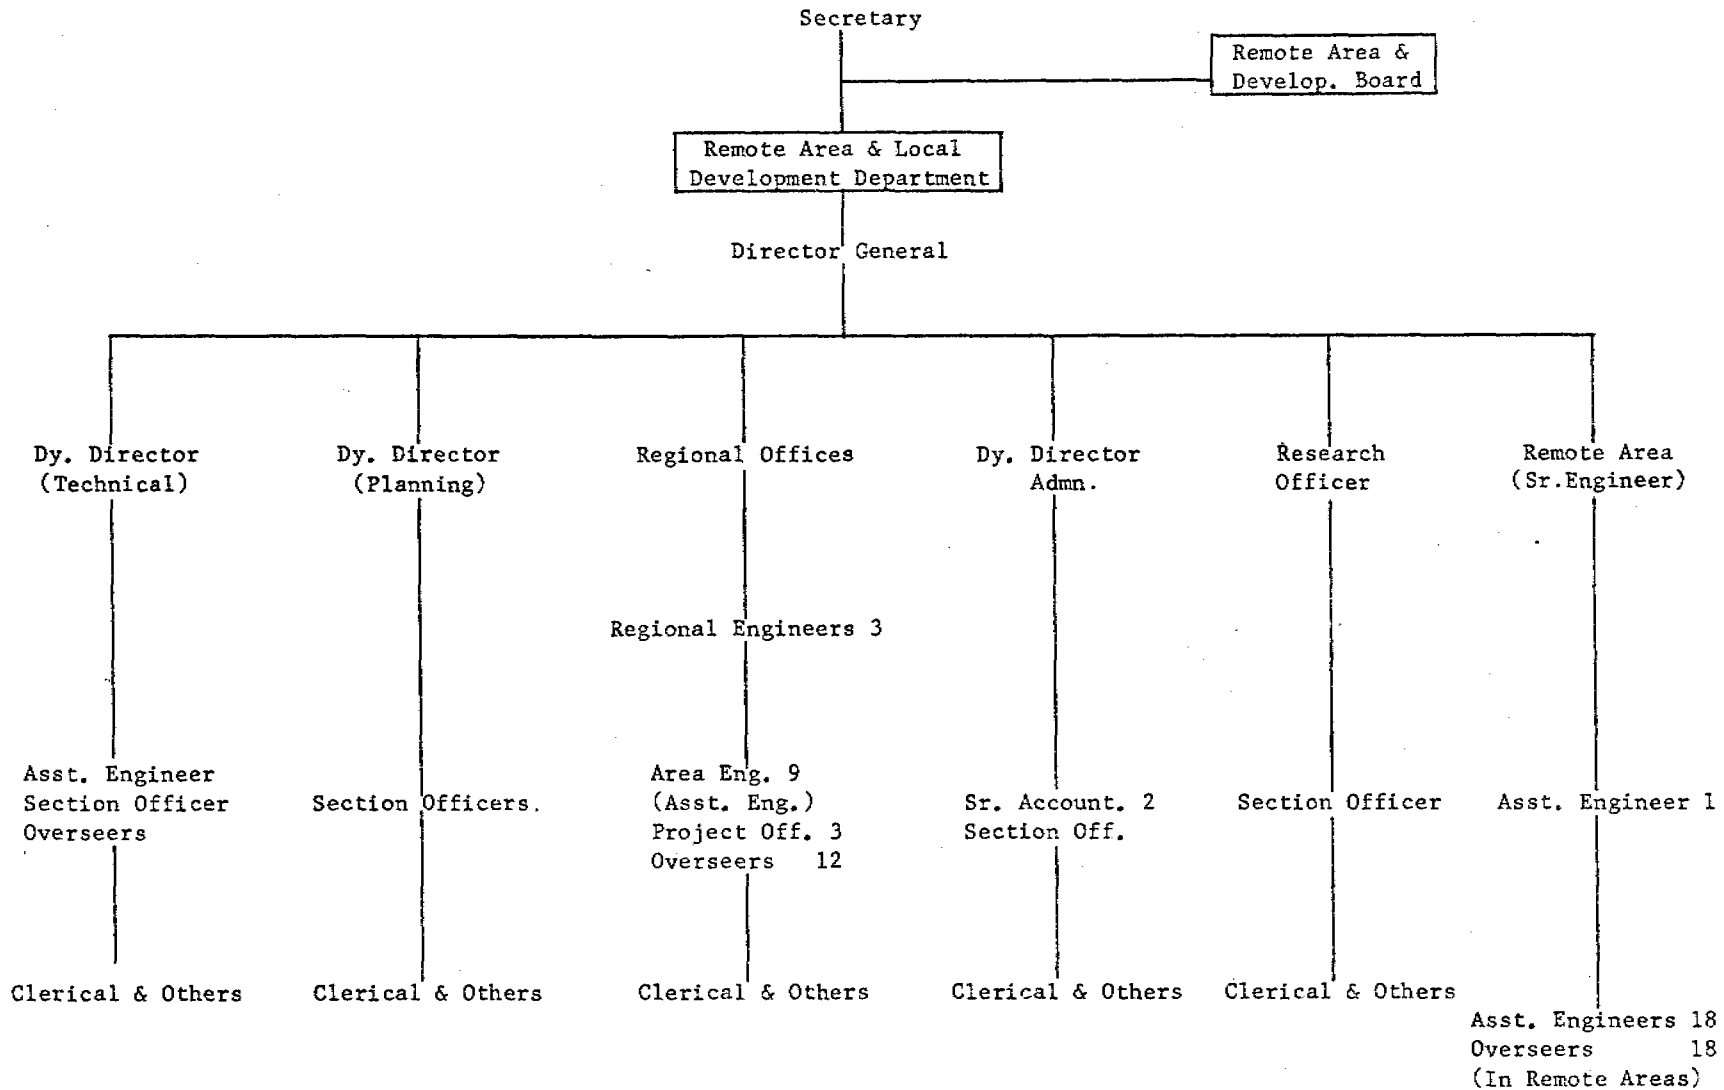 Secretary
Remote Area &
Develop. Board
Remote Area & Local
Development Department
Director General
Dy. Director
(Technical)
Dy. Director
(Planning)
Regional Offices
Dy. Director
Admn.
Research
Officer
Remote Area
(Sr.Engineer)
Regional Engineers 3
Asst. Engineer
Section Officer
Overseers
Section Officers.
Area Eng. 9
(Asst. Eng.)
Project Off. 3
Overseers 12
Sr. Account. 2
Section Off.
Section Officer
Asst. Engineer 1
Clerical & Others
Clerical & Others
Clerical & Others
Clerical & Others
Clerical & Others
Asst. Engineers 18
Overseers 18
(In Remote Areas)